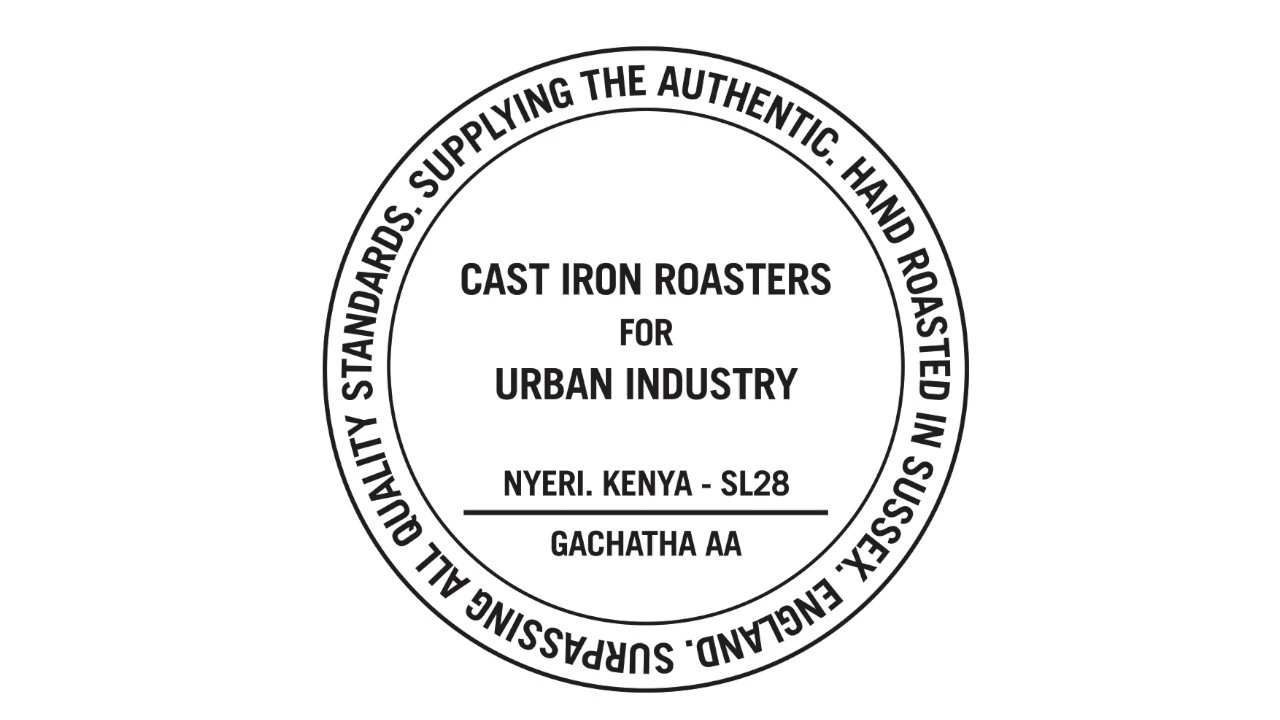 SUPPLYING THE AUTHENTIC. HAND ROASTED IN SUSSEX. ENGLAND. SURPASSING ALL QUALITY STANDARDS.
CAST IRON ROASTERS
FOR
URBAN INDUSTRY
NYERI. KENYA - SL28
GACHATHA AA